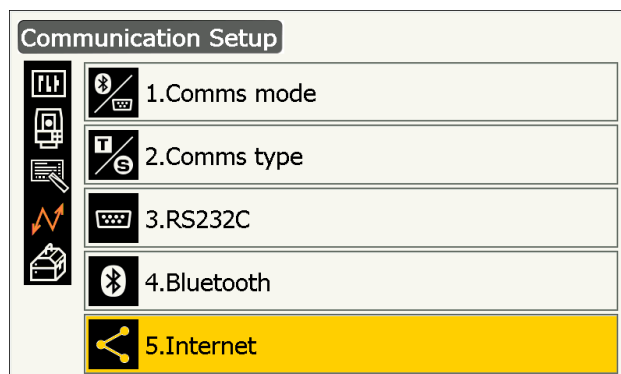 Communication Setup
1.Comms mode
T
S
2.Comms type
3.RS232C
4.Bluetooth
5.Internet